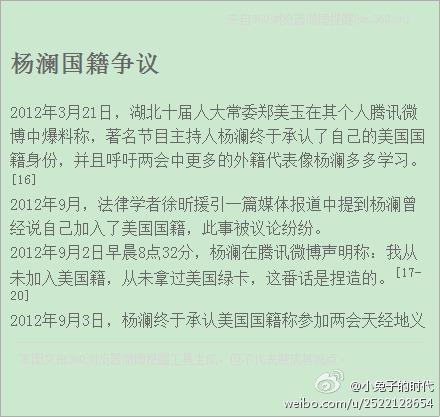 杨澜国籍争议
2012年3月21日，湖北十届人大常委郑美玉在其个人腾讯微
博中爆料称，著名节目主持人杨澜终于承认了自己的美国国
籍身份，并且呼吁两会中更多的外籍代表像杨澜多多学习。
[16]
2012年9月，法律学者徐昕援引一篇媒体报道中提到杨澜曾
经说自己加入了美国国籍，此事被议论纷纷。
2012年9月2日早晨8点32分，杨澜在腾讯微博声明称：我从
未加入美国籍，从未拿过美国绿卡，这番话是捏造的。[17-
20]
2012年9月3日，杨澜终于承认美国国籍称参加两会天经地义
@小兔子的时代
weibo.com/u/2522128654